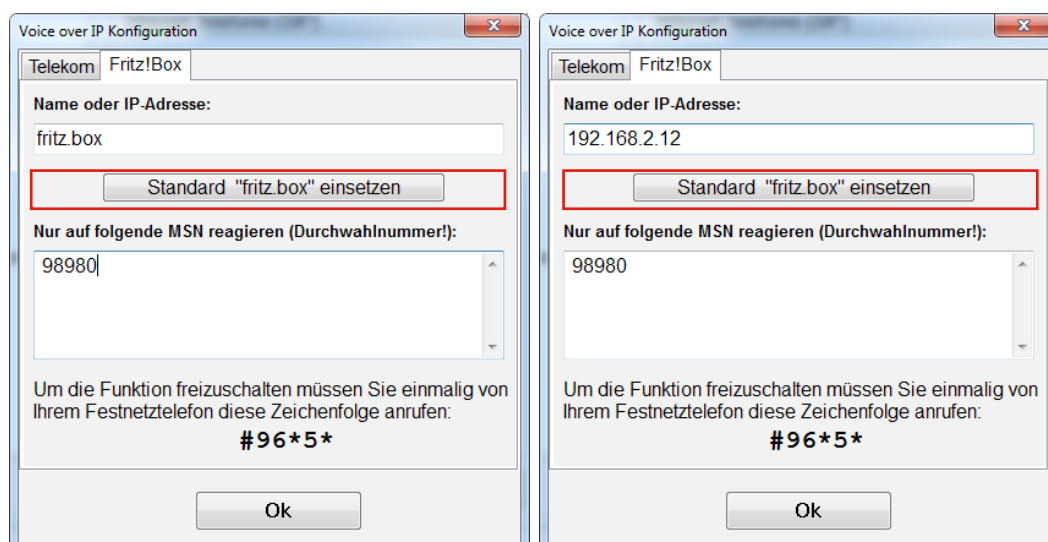 Voice over IP Konfiguration
Telekom
Fritz!Box
Name oder IP-Adresse:
fritz.box
Standard "fritz.box" einsetzen
Nur auf folgende MSN reagieren (Durchwahlnummer!):
98980
Um die Funktion freizuschalten müssen Sie einmalig von
Ihrem Festnetztelefon diese Zeichenfolge anrufen:
#96*5*
Ok
Voice over IP Konfiguration
Telekom
Fritz!Box
Name oder IP-Adresse:
192.168.2.12
Standard "fritz.box" einsetzen
Nur auf folgende MSN reagieren (Durchwahlnummer!):
98980
Um die Funktion freizuschalten müssen Sie einmalig von
Ihrem Festnetztelefon diese Zeichenfolge anrufen:
#96*5*
Ok